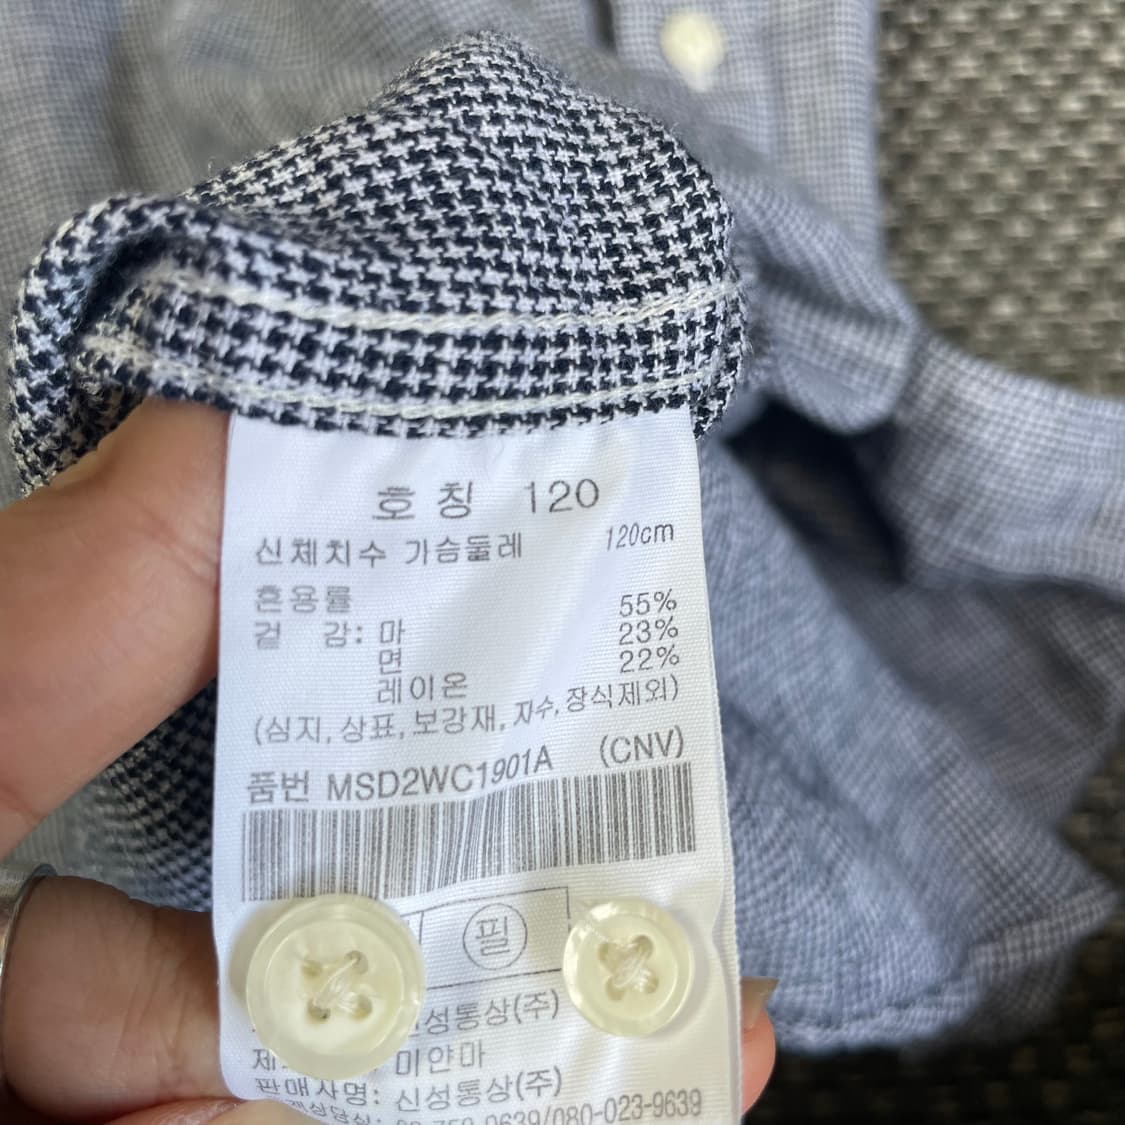 호칭 120
신체치수 가슴둘레 120cm
혼용률 55%
겉 감: 마 23%
면 22%
레이온
(심지, 상표, 보강재, 자수, 장식제외)
품번 MSD2WC1901A (CNV)
필
신성통상(주)
미얀마
판매사명: 신성통상(주)
/080-023-9639